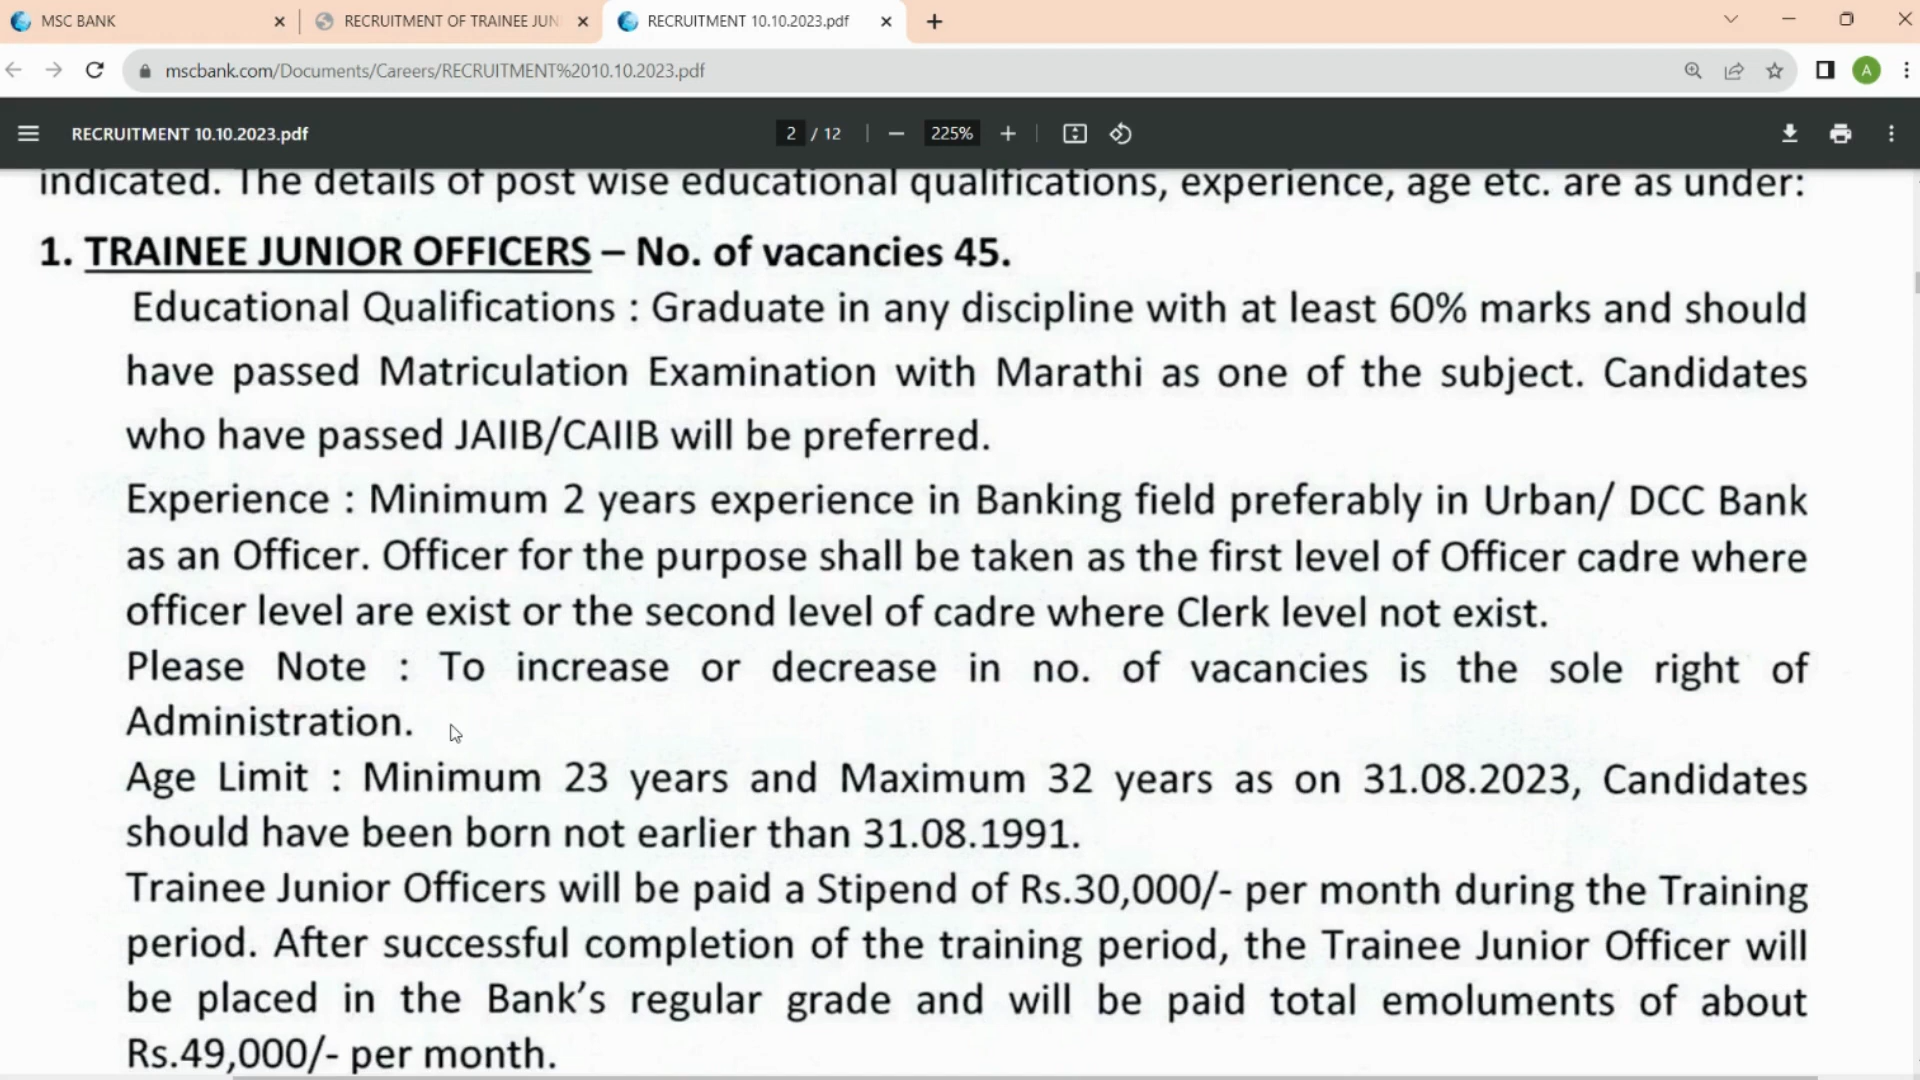 MSC BANK
RECRUITMENT OF TRAINEE JUN
RECRUITMENT 10.10.2023.pdf
mscbank.com/Documents/Careers/RECRUITMENT%2010.10.2023.pdf
A
RECRUITMENT 10.10.2023.pdf
2 / 12
225%
indicated. The details of post wise educational qualifications, experience, age etc. are as under:
1. TRAINEE JUNIOR OFFICERS – No. of vacancies 45.
Educational Qualifications : Graduate in any discipline with at least 60% marks and should
have passed Matriculation Examination with Marathi as one of the subject. Candidates
who have passed JAIIB/CAIIB will be preferred.
Experience : Minimum 2 years experience in Banking field preferably in Urban/ DCC Bank
as an Officer. Officer for the purpose shall be taken as the first level of Officer cadre where
officer level are exist or the second level of cadre where Clerk level not exist.
Please Note : To increase or decrease in no. of vacancies is the sole right of
Administration.
Age Limit : Minimum 23 years and Maximum 32 years as on 31.08.2023, Candidates
should have been born not earlier than 31.08.1991.
Trainee Junior Officers will be paid a Stipend of Rs.30,000/- per month during the Training
period. After successful completion of the training period, the Trainee Junior Officer will
be placed in the Bank’s regular grade and will be paid total emoluments of about
Rs.49,000/- per month.